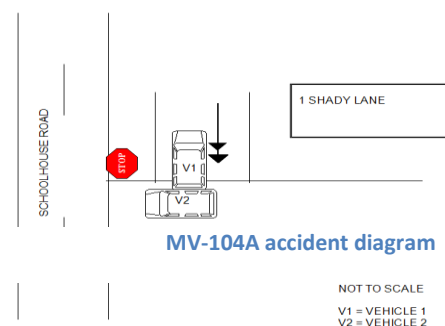 1 SHADY LANE
SCHOOLHOUSE ROAD
STOP
V1
V2
MV-104A accident diagram
NOT TO SCALE
V1 = VEHICLE 1
V2 = VEHICLE 2